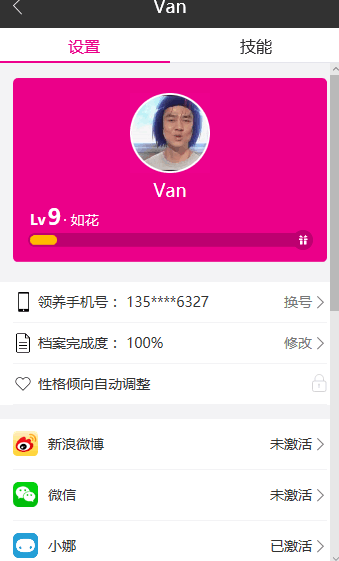 Van
设置 技能
Van
Lv9 · 如花
领养手机号： 135****6327 换号
档案完成度： 100% 修改
性格倾向自动调整
新浪微博 未激活
微信 未激活
小娜 已激活